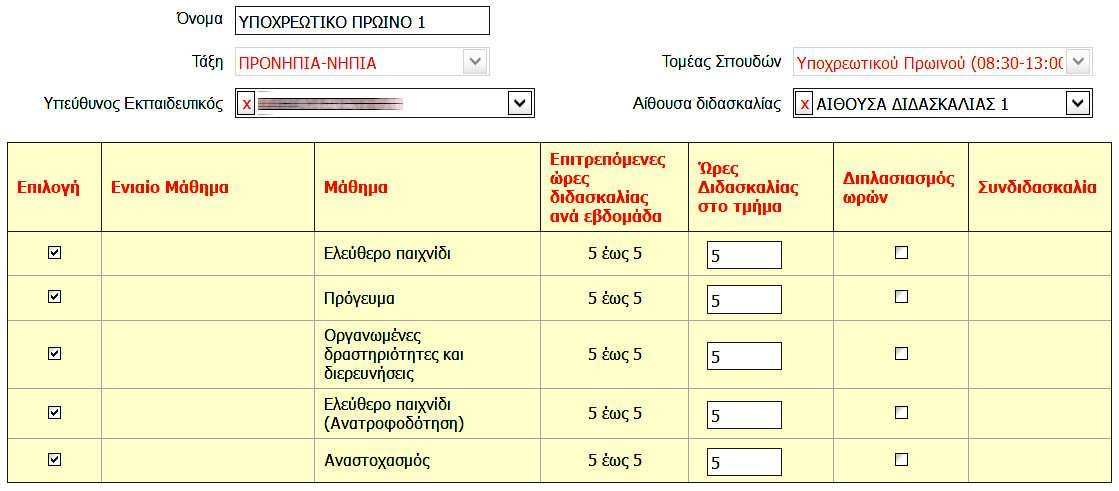 Όνομα ΥΠΟΧΡΕΩΤΙΚΟ ΠΡΩΙΝΟ 1
Τάξη ΠΡΟΝΗΠΙΑ-ΝΗΠΙΑ Τομέας Σπουδών Υποχρεωτικού Πρωινού (08:30-13:00
Υπεύθυνος Εκπαιδευτικός x Αίθουσα διδασκαλίας x ΑΙΘΟΥΣΑ ΔΙΔΑΣΚΑΛΙΑΣ 1
Επιλογή Ενιαίο Μάθημα Μάθημα Επιτρεπόμενες ώρες διδασκαλίας ανά εβδομάδα Ώρες Διδασκαλίας στο τμήμα Διπλασιασμός ωρών Συνδιδασκαλία
Ελεύθερο παιχνίδι 5 έως 5 5
Πρόγευμα 5 έως 5 5
Οργανωμένες δραστηριότητες και διερευνήσεις 5 έως 5 5
Ελεύθερο παιχνίδι (Ανατροφοδότηση) 5 έως 5 5
Αναστοχασμός 5 έως 5 5